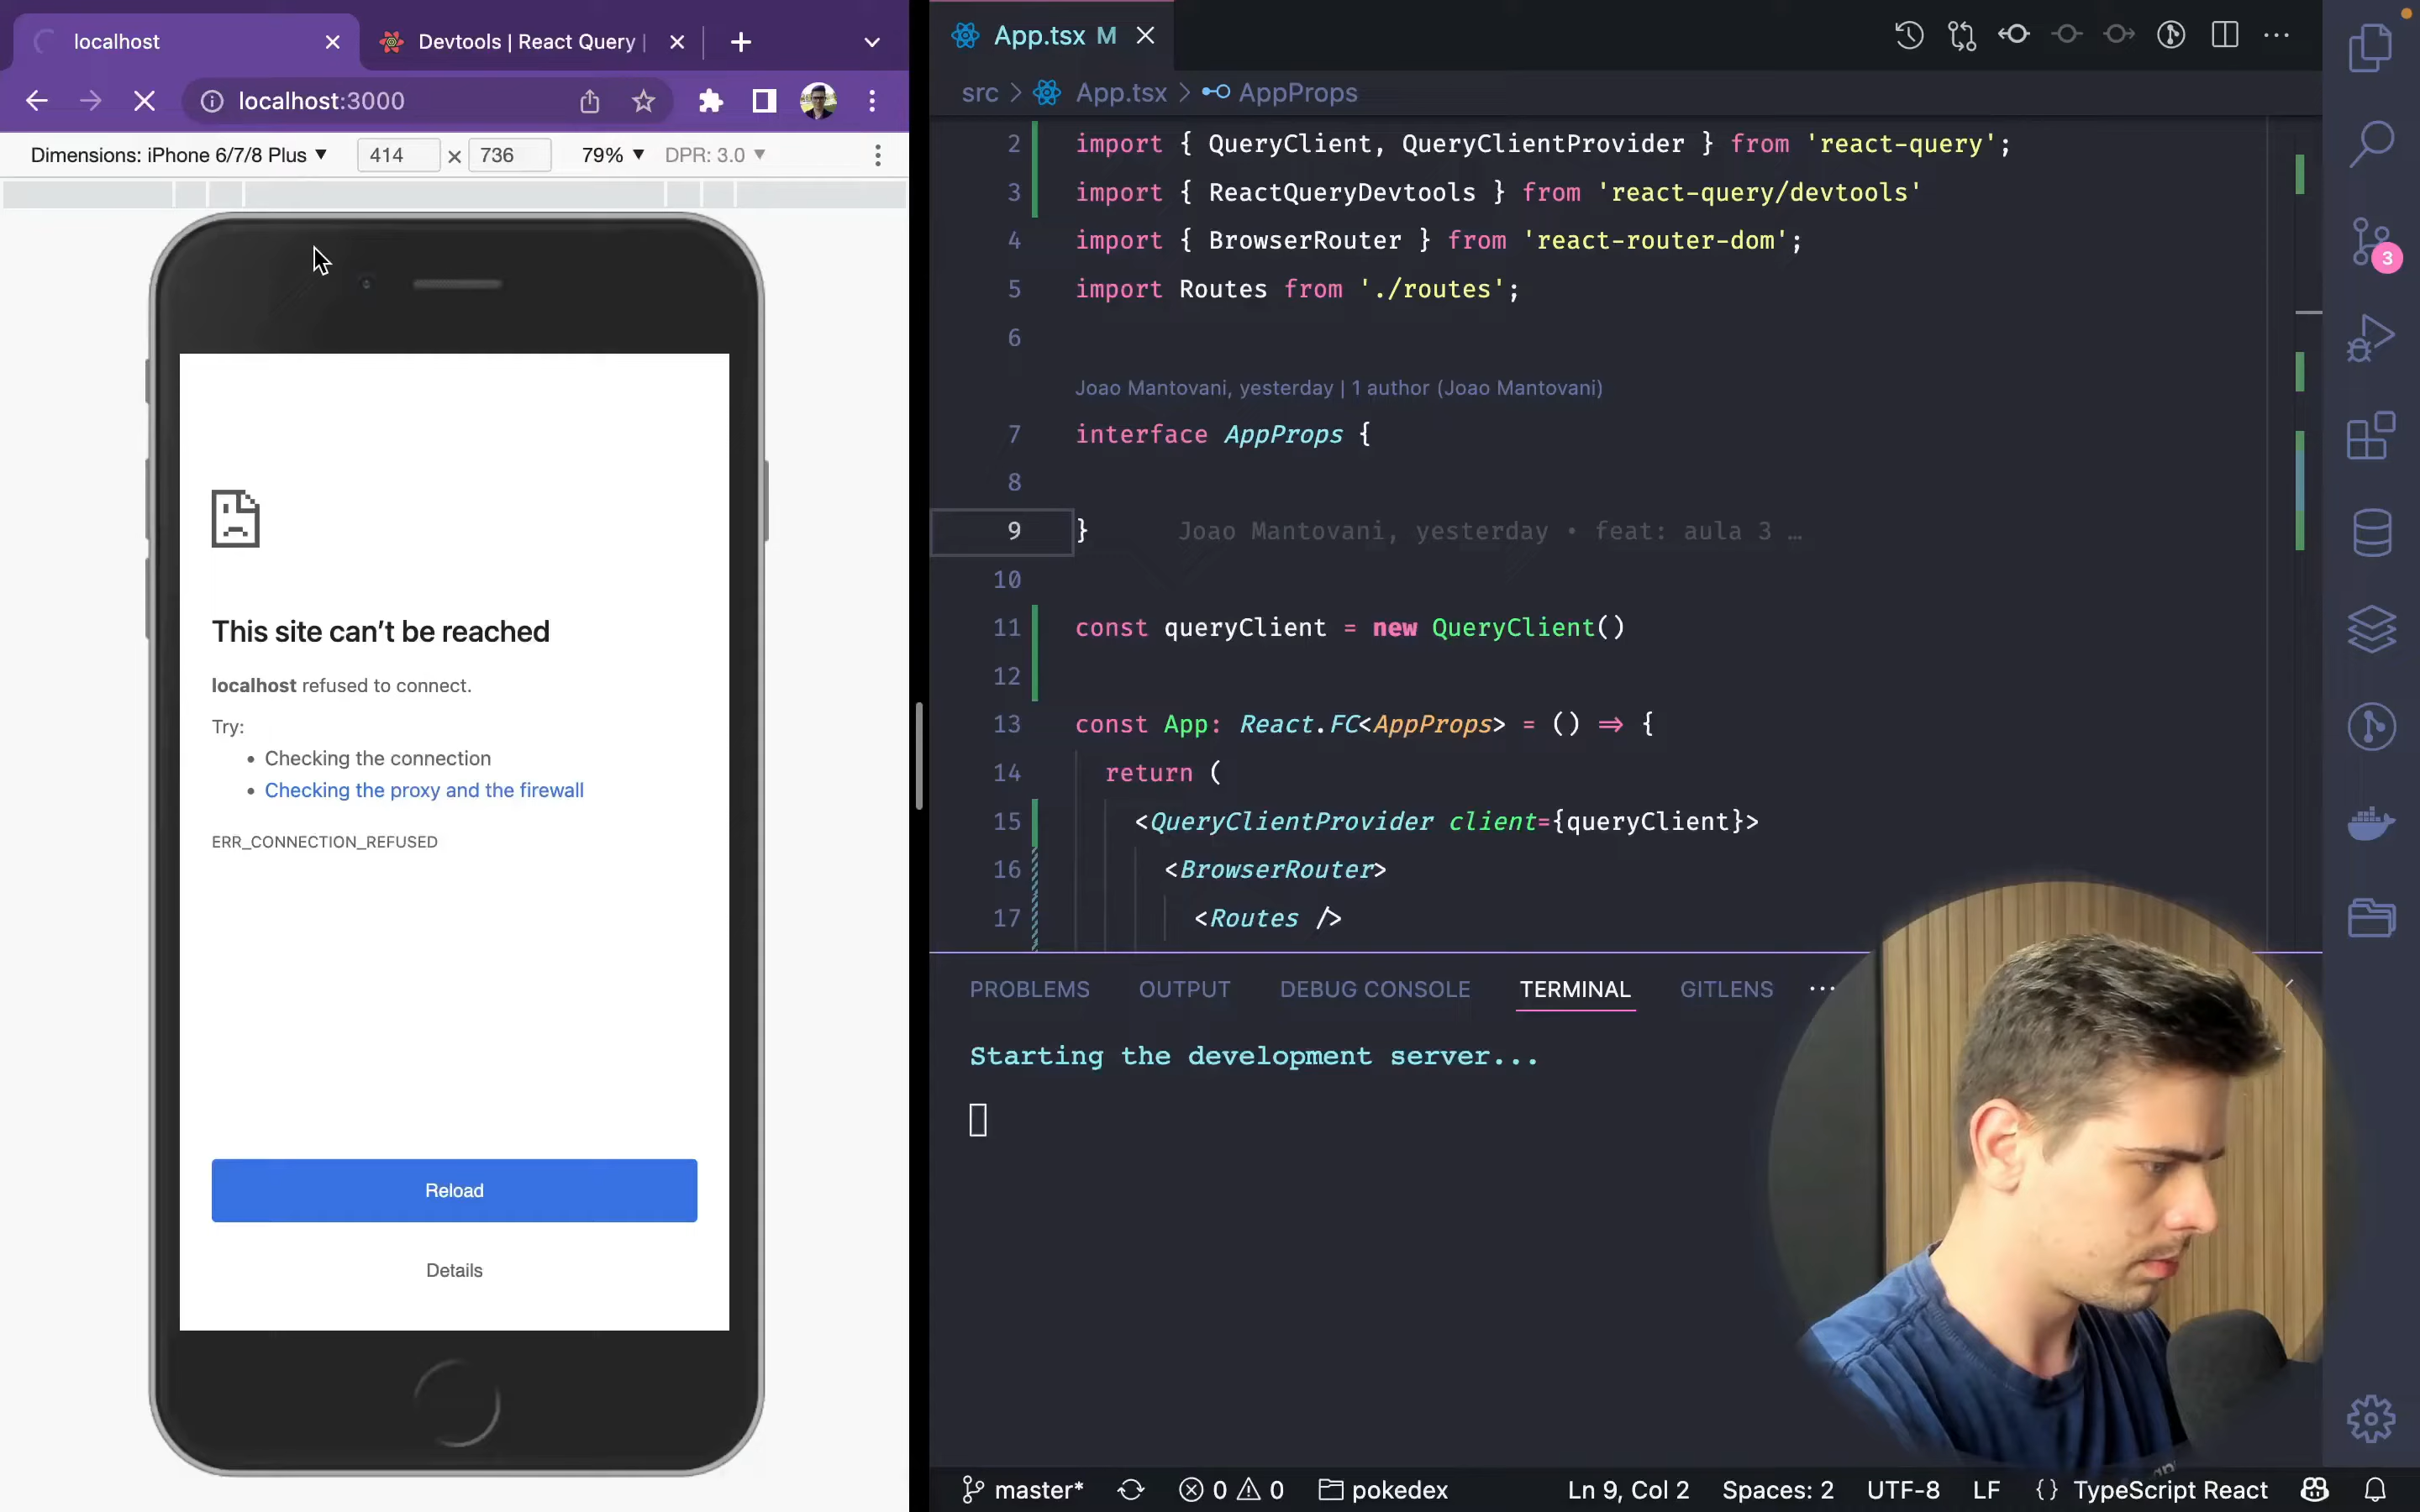 localhost
Devtools | React Query |
localhost:3000
Dimensions: iPhone 6/7/8 Plus ▼ 414 × 736 79% ▼ DPR: 3.0 ▼
This site can't be reached
localhost refused to connect.
Try:
• Checking the connection
• Checking the proxy and the firewall
ERR_CONNECTION_REFUSED
Reload
Details
App.tsx M
src > App.tsx > AppProps
2 import { QueryClient, QueryClientProvider } from 'react-query';
3 import { ReactQueryDevtools } from 'react-query/devtools'
4 import { BrowserRouter } from 'react-router-dom';
5 import Routes from './routes';
6
Joao Mantovani, yesterday | 1 author (Joao Mantovani)
7 interface AppProps {
8
9 } Joao Mantovani, yesterday • feat: aula 3 …
10
11 const queryClient = new QueryClient()
12
13 const App: React.FC<AppProps> = () ⇒ {
14 return (
15 <QueryClientProvider client={queryClient}>
16 <BrowserRouter>
17 <Routes />
PROBLEMS OUTPUT DEBUG CONSOLE TERMINAL GITLENS ···
Starting the development server...
3
master* 0 0 pokedex Ln 9, Col 2 Spaces: 2 UTF-8 LF {} TypeScript React